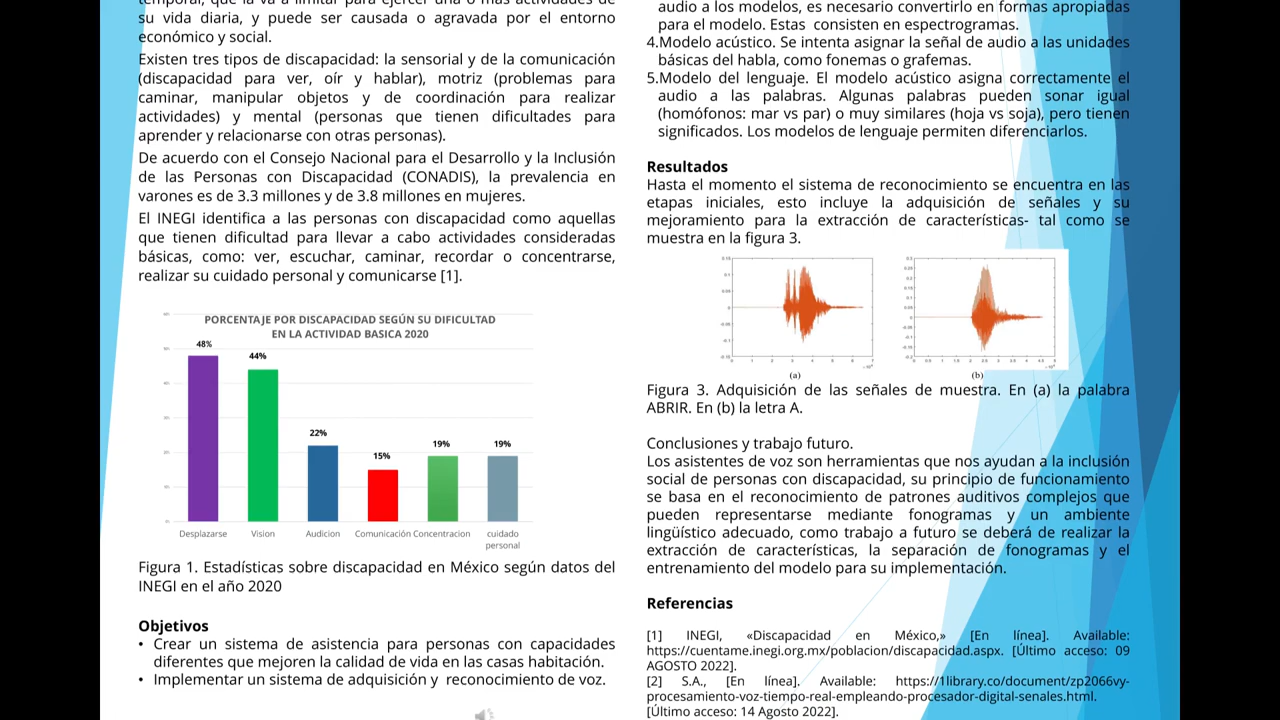 temporal, que la va a limitar para ejercer una o más actividades de
su vida diaria, y puede ser causada o agravada por el entorno
económico y social.
Existen tres tipos de discapacidad: la sensorial y de la comunicación
(discapacidad para ver, oír y hablar), motriz (problemas para
caminar, manipular objetos y de coordinación para realizar
actividades) y mental (personas que tienen dificultades para
aprender y relacionarse con otras personas).
De acuerdo con el Consejo Nacional para el Desarrollo y la Inclusión
de las Personas con Discapacidad (CONADIS), la prevalencia en
varones es de 3.3 millones y de 3.8 millones en mujeres.
El INEGI identifica a las personas con discapacidad como aquellas
que tienen dificultad para llevar a cabo actividades consideradas
básicas, como: ver, escuchar, caminar, recordar o concentrarse,
realizar su cuidado personal y comunicarse [1].
PORCENTAJE POR DISCAPACIDAD SEGÚN SU DIFICULTAD
EN LA ACTIVIDAD BASICA 2020
48%
44%
22%
15%
19%
19%
Desplazarse Vision Audicion Comunicación Concentracion cuidado
personal
Figura 1. Estadísticas sobre discapacidad en México según datos del
INEGI en el año 2020
Objetivos
• Crear un sistema de asistencia para personas con capacidades
diferentes que mejoren la calidad de vida en las casas habitación.
• Implementar un sistema de adquisición y reconocimiento de voz.
audio a los modelos, es necesario convertirlo en formas apropiadas
para el modelo. Estas consisten en espectrogramas.
4.Modelo acústico. Se intenta asignar la señal de audio a las unidades
básicas del habla, como fonemas o grafemas.
5.Modelo del lenguaje. El modelo acústico asigna correctamente el
audio a las palabras. Algunas palabras pueden sonar igual
(homófonos: mar vs par) o muy similares (hoja vs soja), pero tienen
significados. Los modelos de lenguaje permiten diferenciarlos.
Resultados
Hasta el momento el sistema de reconocimiento se encuentra en las
etapas iniciales, esto incluye la adquisición de señales y su
mejoramiento para la extracción de características- tal como se
muestra en la figura 3.
(a) (b)
Figura 3. Adquisición de las señales de muestra. En (a) la palabra
ABRIR. En (b) la letra A.
Conclusiones y trabajo futuro.
Los asistentes de voz son herramientas que nos ayudan a la inclusión
social de personas con discapacidad, su principio de funcionamiento
se basa en el reconocimiento de patrones auditivos complejos que
pueden representarse mediante fonogramas y un ambiente
lingüístico adecuado, como trabajo a futuro se deberá de realizar la
extracción de características, la separación de fonogramas y el
entrenamiento del modelo para su implementación.
Referencias
[1] INEGI, «Discapacidad en México,» [En línea]. Available:
https://cuentame.inegi.org.mx/poblacion/discapacidad.aspx. [Último acceso: 09
AGOSTO 2022].
[2] S.A., [En línea]. Available: https://1library.co/document/zp2066vy-
procesamiento-voz-tiempo-real-empleando-procesador-digital-senales.html.
[Último acceso: 14 Agosto 2022].